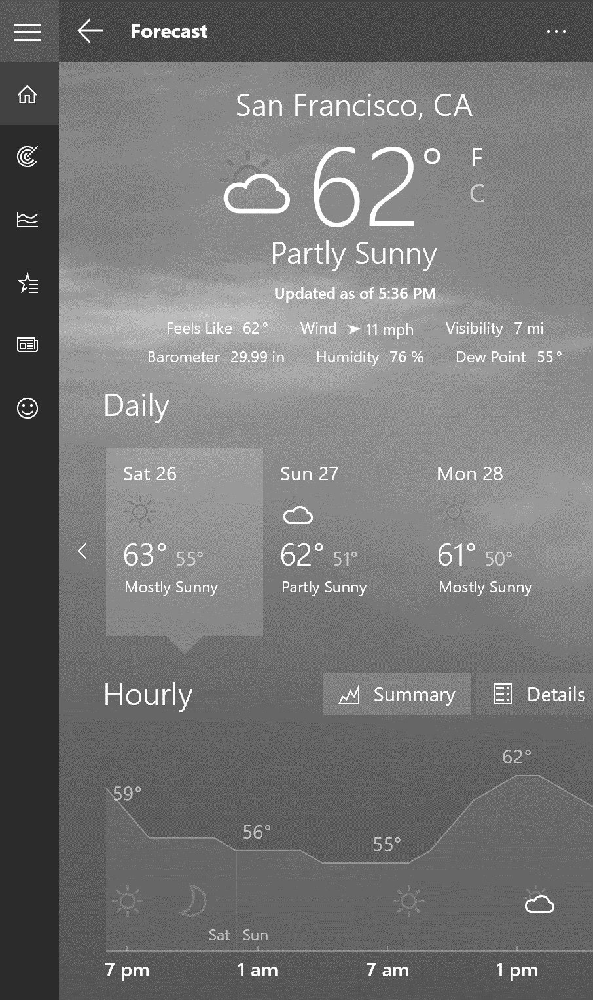 Forecast
San Francisco, CA
62° F
C
Partly Sunny
Updated as of 5:36 PM
Feels Like 62° Wind 11 mph Visibility 7 mi
Barometer 29.99 in Humidity 76 % Dew Point 55°
Daily
Sat 26 Sun 27 Mon 28
63° 55° 62° 51° 61° 50°
Mostly Sunny Partly Sunny Mostly Sunny
Hourly Summary Details
62°
59°
56°
55°
Sat Sun
7 pm 1 am 7 am 1 pm